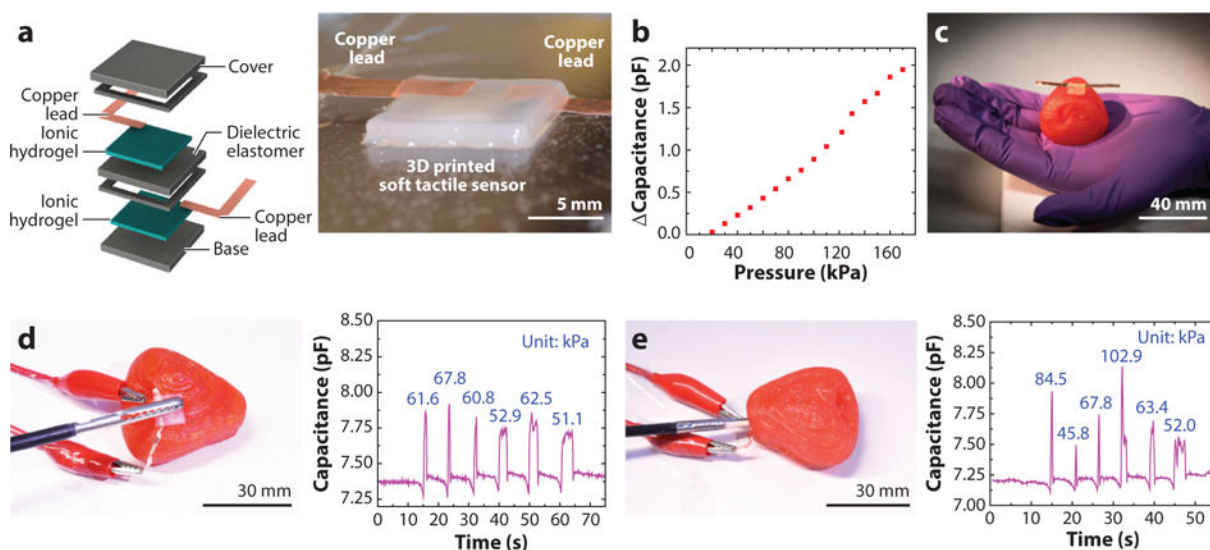 a
Cover
Copper
lead
Ionic
hydrogel
Dielectric
elastomer
Ionic
hydrogel
Copper
lead
Base
Copper
lead
Copper
lead
3D printed
soft tactile sensor
5 mm
b
ΔCapacitance (pF)
2.0
1.5
1.0
0.5
0.0
0
40
80
120
160
Pressure (kPa)
c
40 mm
d
30 mm
Capacitance (pF)
8.50
8.25
8.00
7.75
7.50
7.25
Unit: kPa
61.6
67.8
60.8
52.9
62.5
51.1
0
10
20
30
40
50
60
70
Time (s)
e
30 mm
Capacitance (pF)
8.50
8.25
8.00
7.75
7.50
7.25
7.00
Unit: kPa
84.5
45.8
67.8
102.9
63.4
52.0
0
10
20
30
40
50
Time (s)